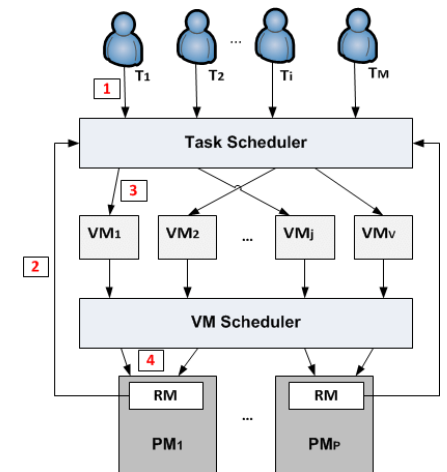 ...
T1 T2 Ti TM
1
Task Scheduler
3
VM1 VM2 ... VMj VMV
2
VM Scheduler
4
RM RM
...
PM1 PMP